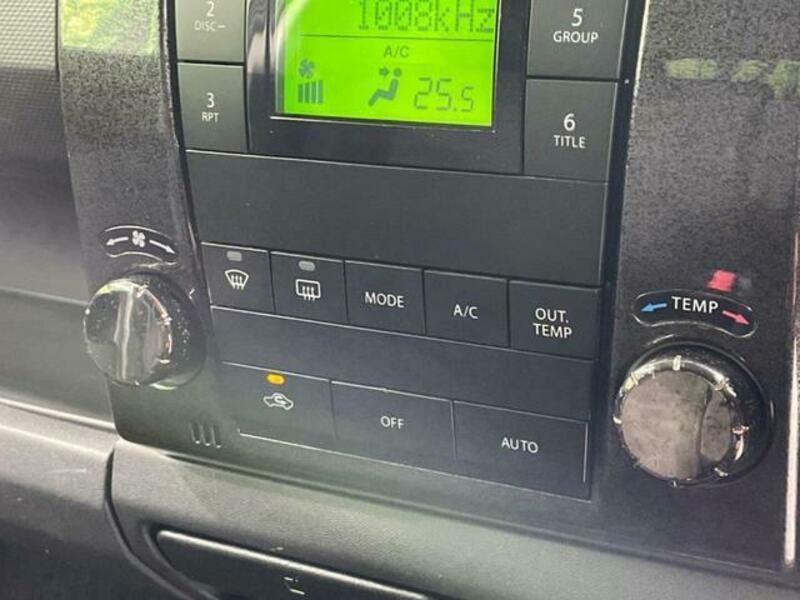 2
DISC–
1008kHz
5
GROUP
A/C
3
RPT
25.5
6
TITLE
TEMP
MODE
A/C
OUT.
TEMP
OFF
AUTO